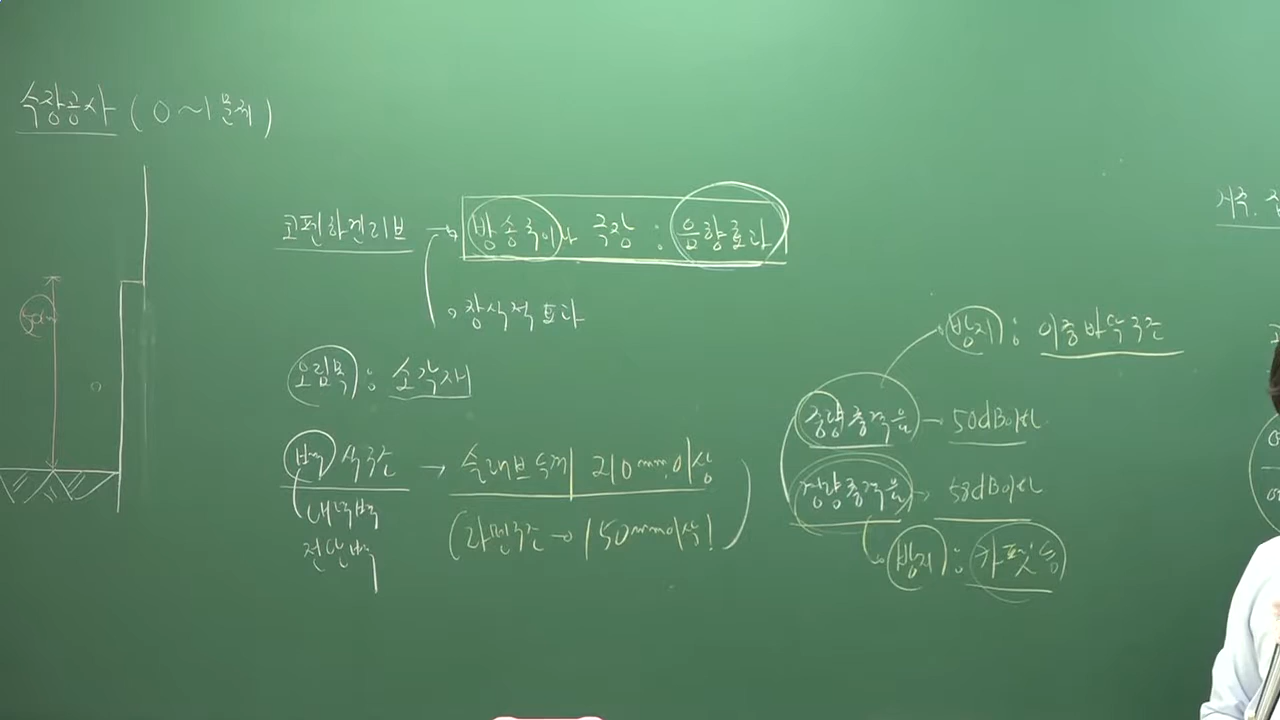 수장공사 (0~1문제)
코펜하겐리브 → 방송국이나 극장 : 음향효과
장식적 효과
오림목 : 소각재
벽식구조 → 슬래브두께 210mm이상
내력벽
(라멘구조 → 150mm이상!)
전단벽
방지 : 이중바닥구조
중량충격음 → 50dB이하
경량충격음 → 58dB이하
방지 : 카펫 등